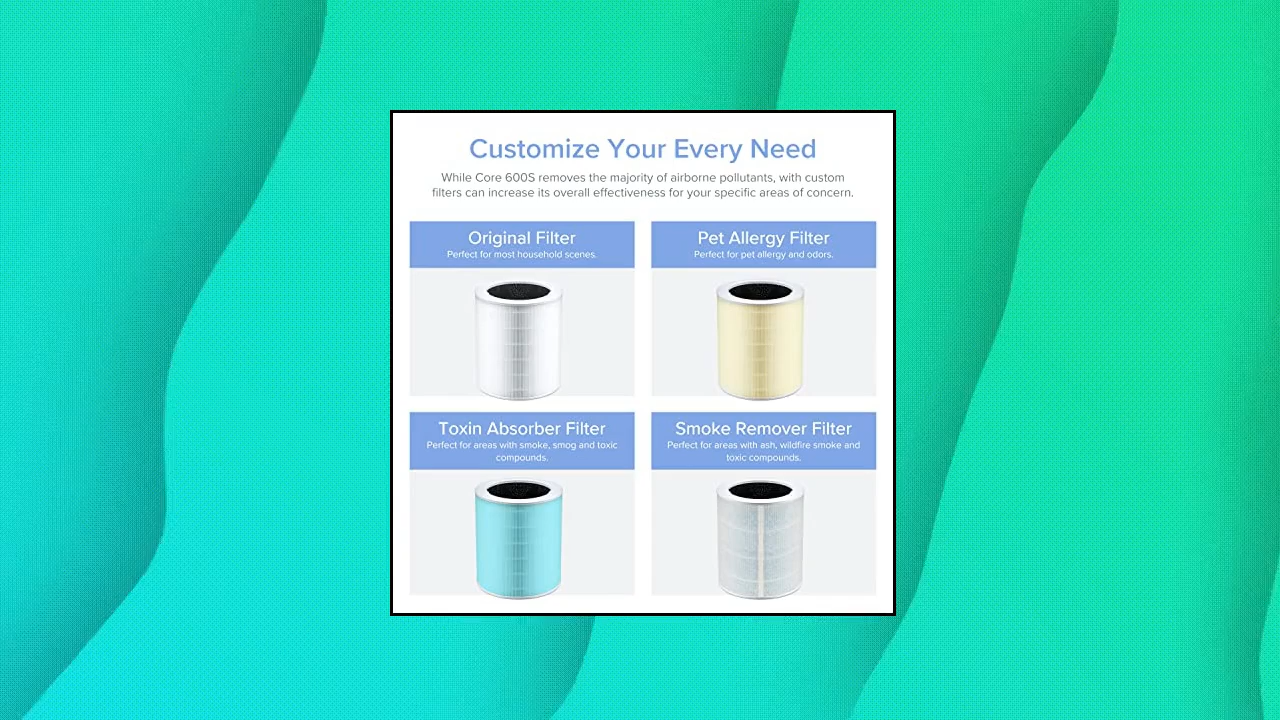 Customize Your Every Need
While Core 600S removes the majority of airborne pollutants, with custom
filters can increase its overall effectiveness for your specific areas of concern.
Original Filter
Perfect for most household scenes.
Pet Allergy Filter
Perfect for pet allergy and odors.
Toxin Absorber Filter
Perfect for areas with smoke, smog and toxic
compounds.
Smoke Remover Filter
Perfect for areas with ash, wildfire smoke and
toxic compounds.